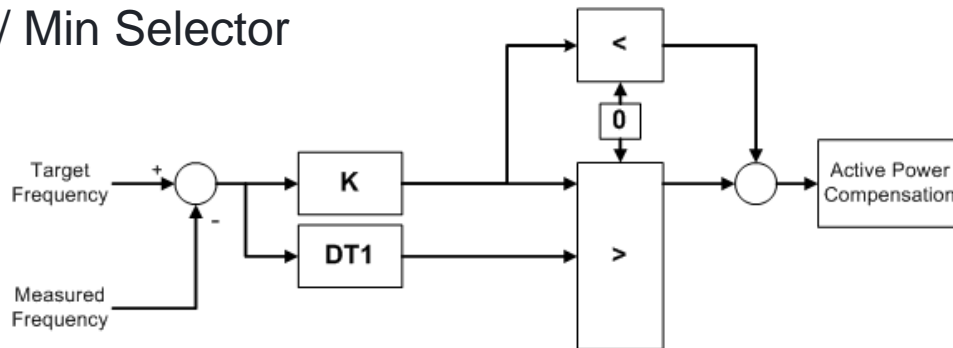 / Min Selector
<
0
Target
Frequency
+
-
K
DT1
>
Active Power
Compensation
Measured
Frequency